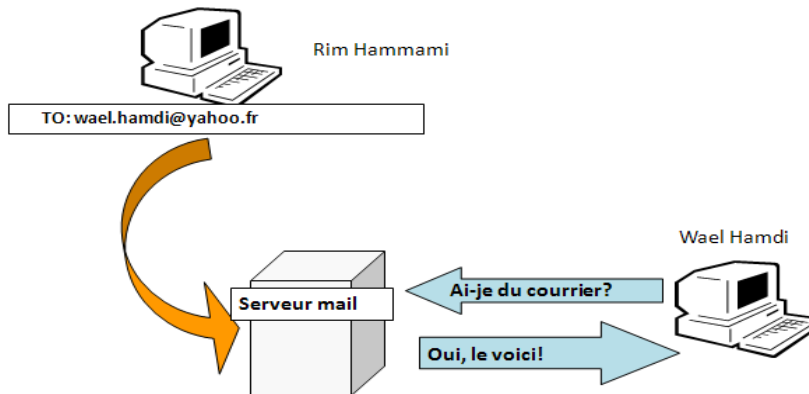 Rim Hammami
TO: wael.hamdi@yahoo.fr
Wael Hamdi
Ai-je du courrier?
Serveur mail
Oui, le voici!